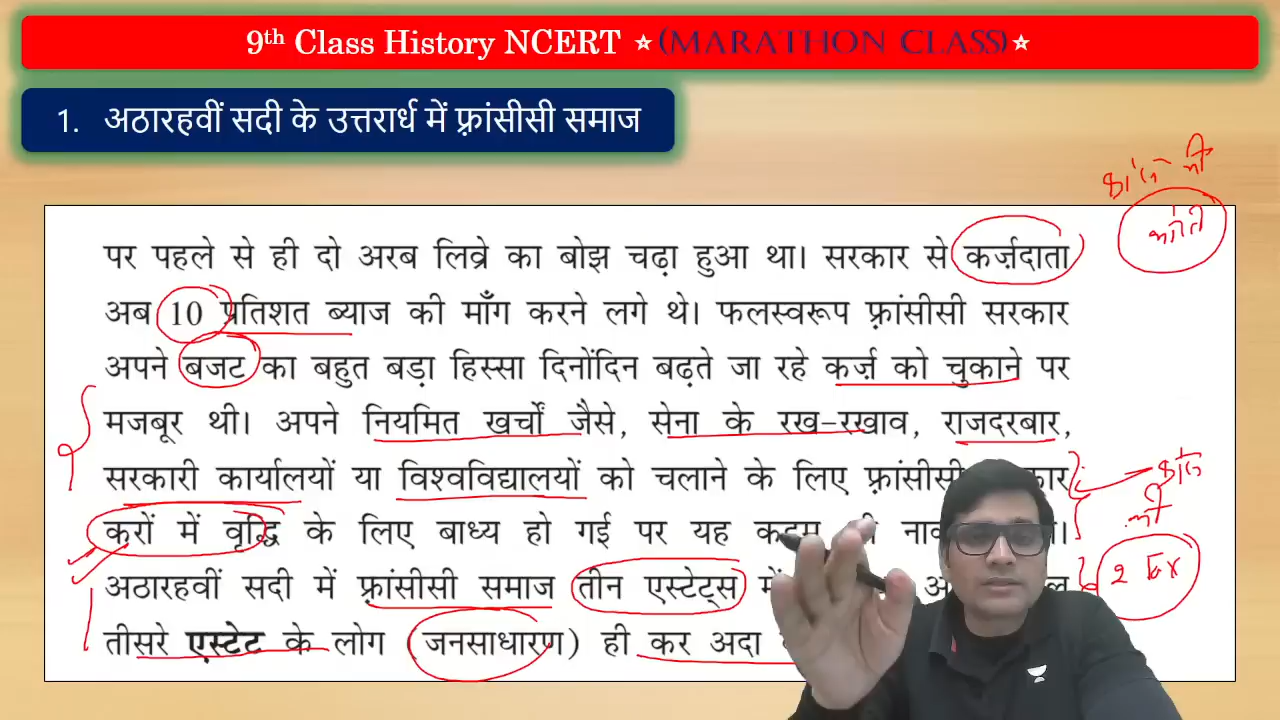 9th Class History NCERT ★(MARATHON CLASS)★
1. अठारहवीं सदी के उत्तरार्ध में फ़्रांसीसी समाज
पर पहले से ही दो अरब लिव्रे का बोझ चढ़ा हुआ था। सरकार से कर्ज़दाता
अब 10 प्रतिशत ब्याज की माँग करने लगे थे। फलस्वरूप फ़्रांसीसी सरकार
अपने बजट का बहुत बड़ा हिस्सा दिनोंदिन बढ़ते जा रहे कर्ज़ को चुकाने पर
मजबूर थी। अपने नियमित खर्चों जैसे, सेना के रख-रखाव, राजदरबार,
सरकारी कार्यालयों या विश्वविद्यालयों को चलाने के लिए फ़्रांसीसी
करों में वृद्धि के लिए बाध्य हो गई पर यह
अठारहवीं सदी में फ़्रांसीसी समाज तीन एस्टेट्स
तीसरे एस्टेट के लोग (जनसाधारण) ही कर अदा